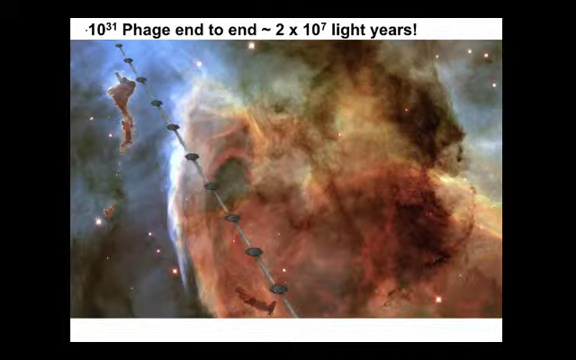 ·10³¹ Phage end to end ~ 2 x 10⁷ light years!